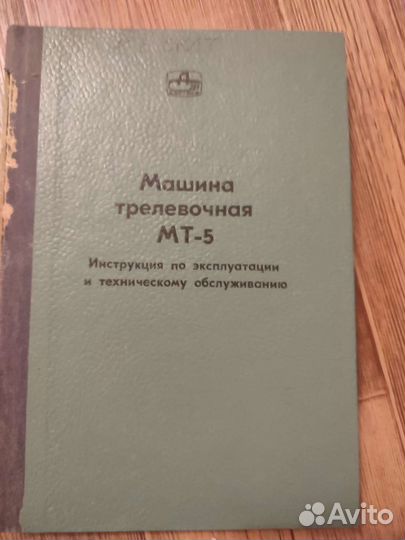 Машина
трелевочная
МТ-5
Инструкция по эксплуатации
и техническому обслуживанию
Avito